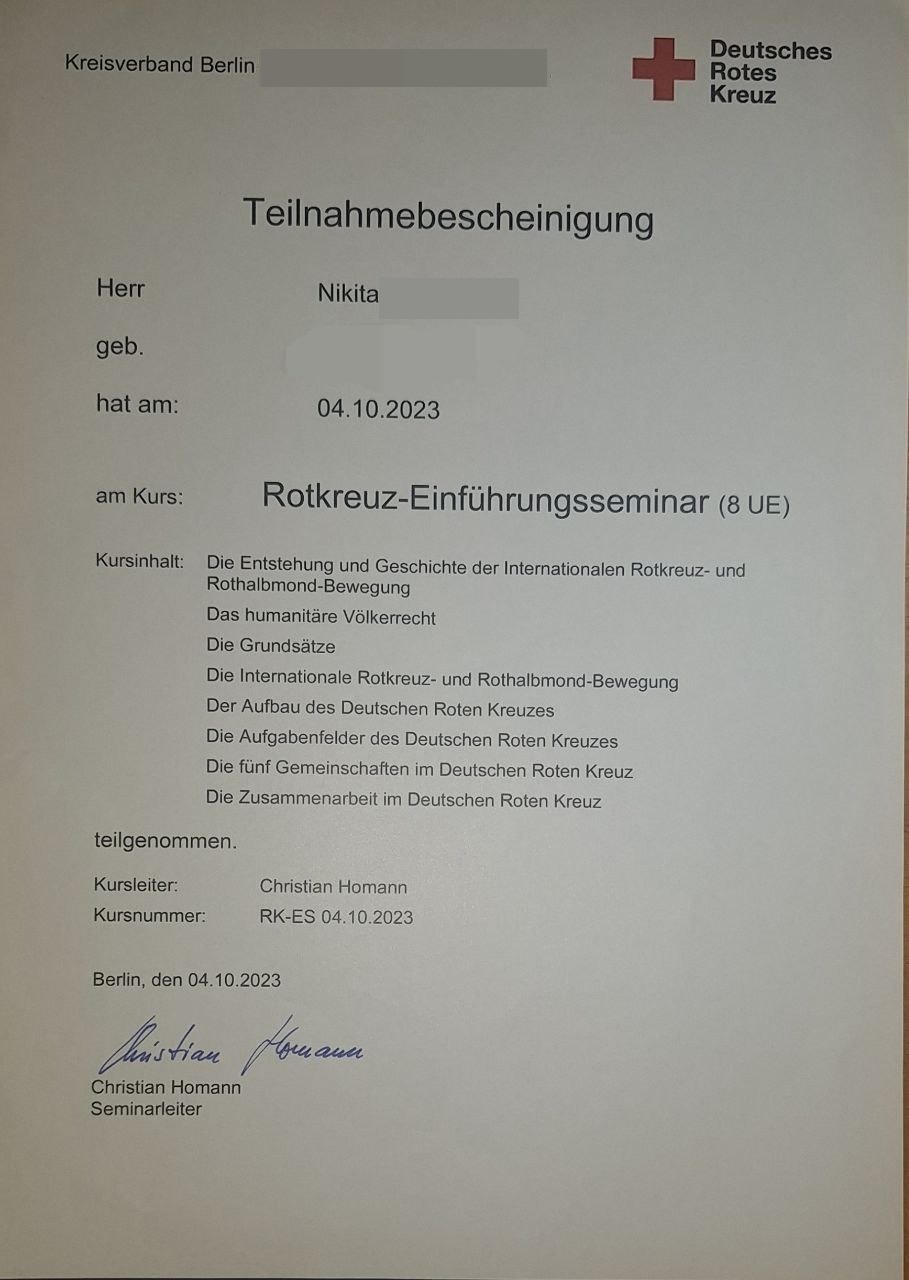 Kreisverband Berlin
Deutsches
Rotes
Kreuz
Teilnahmebescheinigung
Herr Nikita
geb.
hat am: 04.10.2023
am Kurs: Rotkreuz-Einführungsseminar (8 UE)
Kursinhalt: Die Entstehung und Geschichte der Internationalen Rotkreuz- und
Rothalbmond-Bewegung
Das humanitäre Völkerrecht
Die Grundsätze
Die Internationale Rotkreuz- und Rothalbmond-Bewegung
Der Aufbau des Deutschen Roten Kreuzes
Die Aufgabenfelder des Deutschen Roten Kreuzes
Die fünf Gemeinschaften im Deutschen Roten Kreuz
Die Zusammenarbeit im Deutschen Roten Kreuz
teilgenommen.
Kursleiter: Christian Homann
Kursnummer: RK-ES 04.10.2023
Berlin, den 04.10.2023
Christian Homann
Christian Homann
Seminarleiter